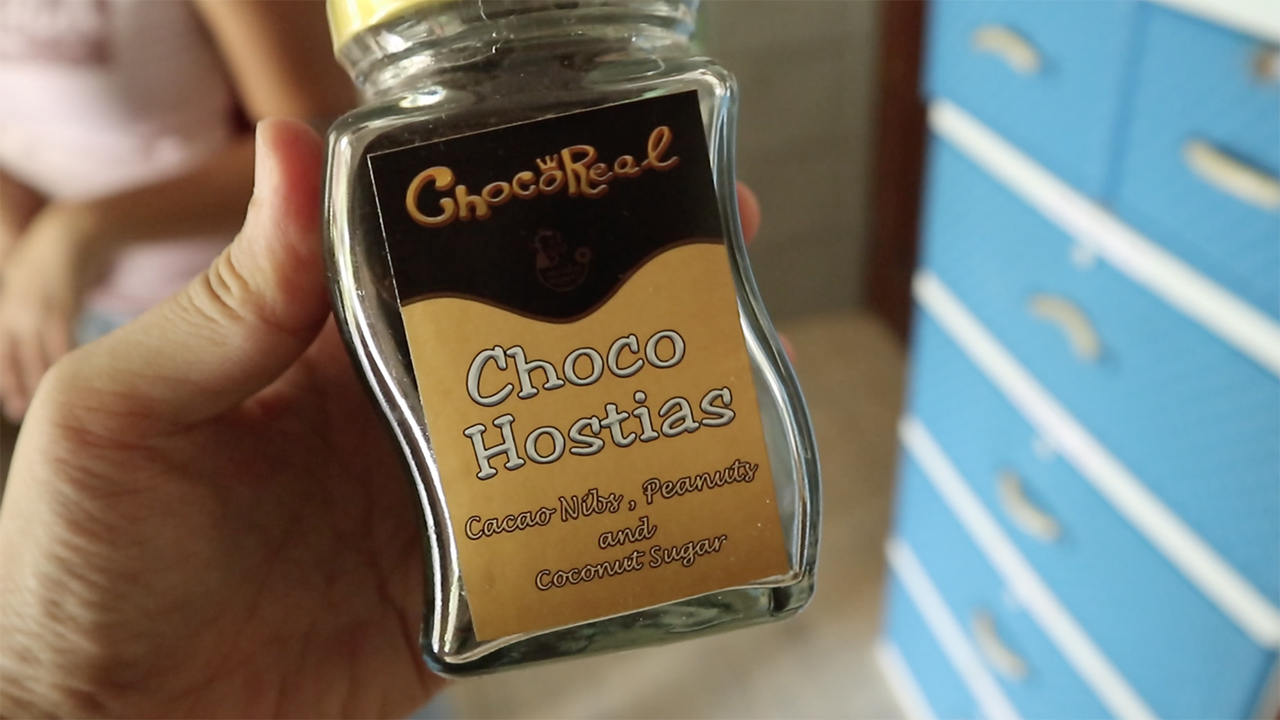 ChocoReal
Choco
Hostias
Cacao Nibs , Peanuts
and
Coconut Sugar